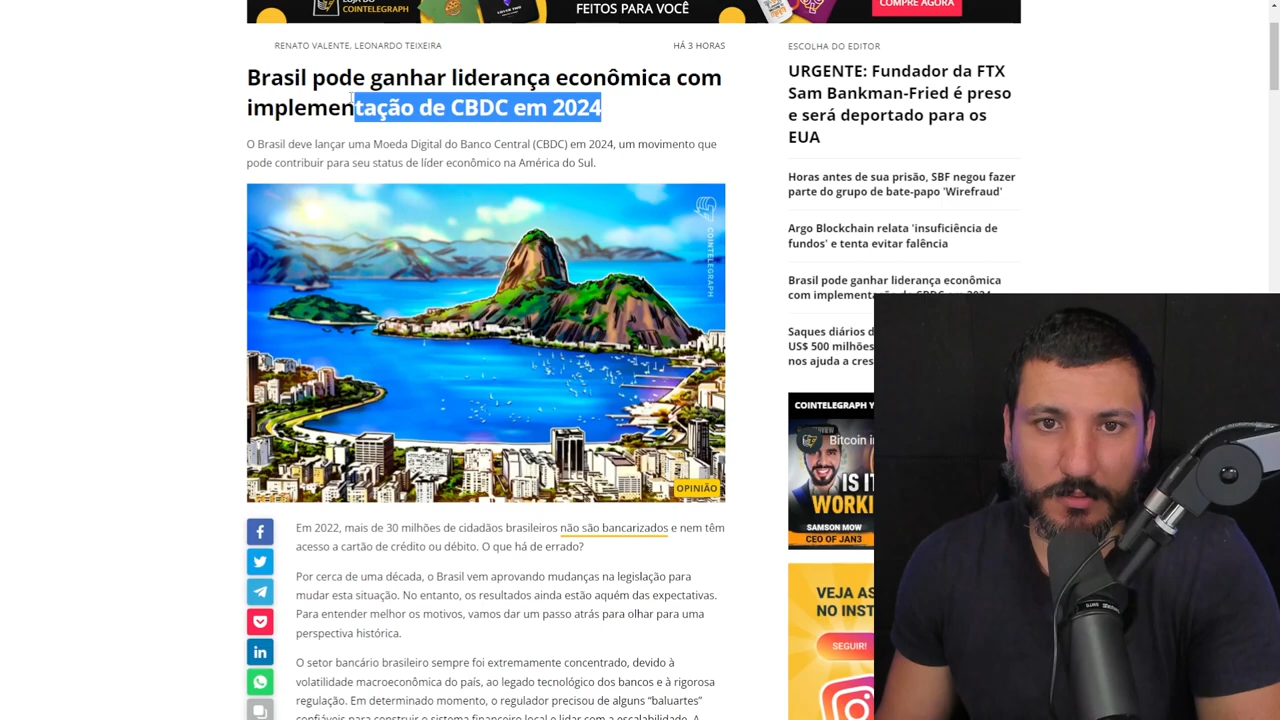 LOJA DO
COINTELEGRAPH
FEITOS PARA VOCÊ
COMPRE AGORA
RENATO VALENTE, LEONARDO TEIXEIRA
HÁ 3 HORAS
Brasil pode ganhar liderança econômica com
implementação de CBDC em 2024
O Brasil deve lançar uma Moeda Digital do Banco Central (CBDC) em 2024, um movimento que
pode contribuir para seu status de líder econômico na América do Sul.
COINTELEGRAPH
OPINIÃO
Em 2022, mais de 30 milhões de cidadãos brasileiros não são bancarizados e nem têm
acesso a cartão de crédito ou débito. O que há de errado?
Por cerca de uma década, o Brasil vem aprovando mudanças na legislação para
mudar esta situação. No entanto, os resultados ainda estão aquém das expectativas.
Para entender melhor os motivos, vamos dar um passo atrás para olhar para uma
perspectiva histórica.
O setor bancário brasileiro sempre foi extremamente concentrado, devido à
volatilidade macroeconômica do país, ao legado tecnológico dos bancos e à rigorosa
regulação. Em determinado momento, o regulador precisou de alguns “baluartes”
confiáveis para construir o sistema financeiro local e lidar com a escalabilidade. A
ESCOLHA DO EDITOR
URGENTE: Fundador da FTX
Sam Bankman-Fried é preso
e será deportado para os
EUA
Horas antes de sua prisão, SBF negou fazer
parte do grupo de bate-papo 'Wirefraud'
Argo Blockchain relata 'insuficiência de
fundos' e tenta evitar falência
Brasil pode ganhar liderança econômica
com implementação de CBDC em 2024
Saques diários d
US$ 500 milhões
nos ajuda a cres
COINTELEGRAPH Y
Bitcoin i
IS I
WORKI
SAMSON MOW
CEO OF JAN3
VEJA AS
NO INST
SEGUIR!